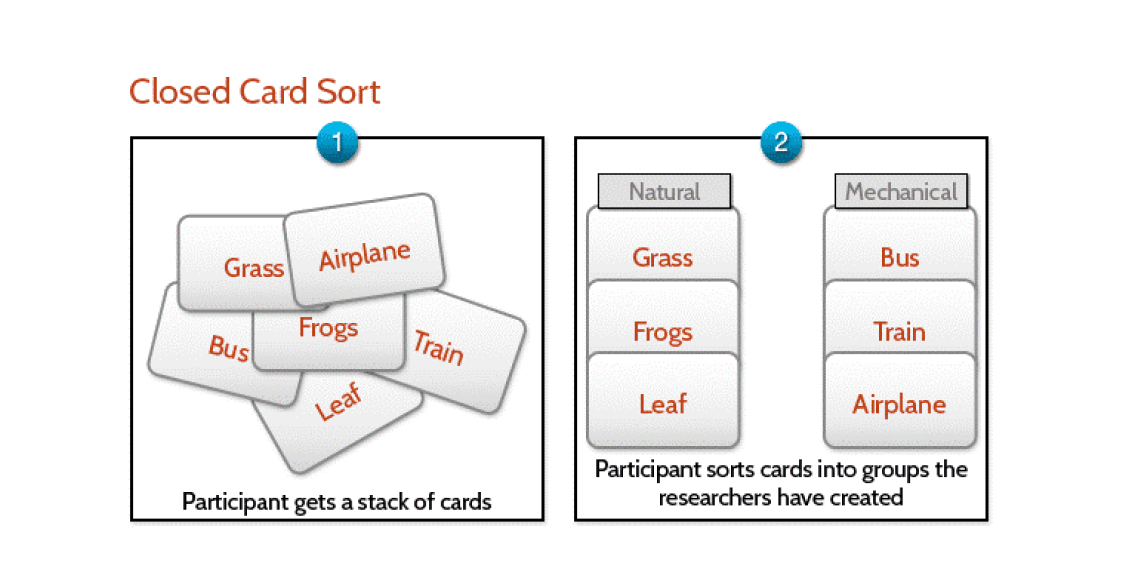 Closed Card Sort
1
Grass
Airplane
Bus
Frogs
Train
Leaf
Participant gets a stack of cards
2
Natural
Mechanical
Grass
Bus
Frogs
Train
Leaf
Airplane
Participant sorts cards into groups the
researchers have created